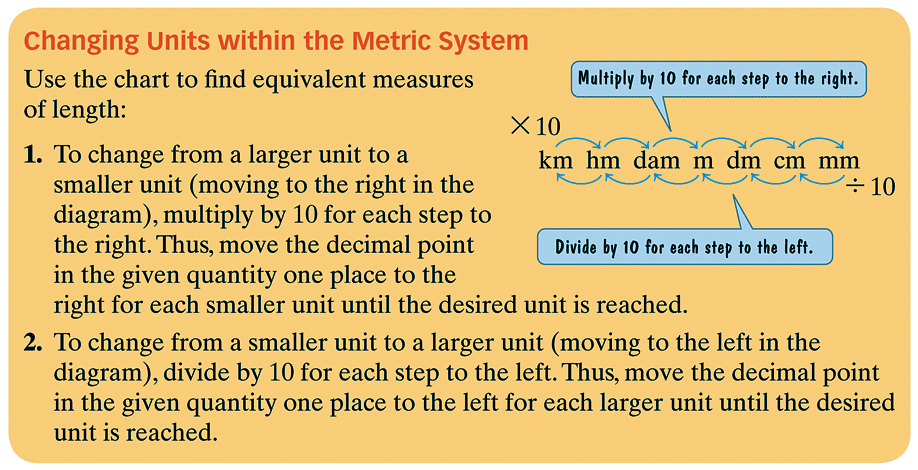 Changing Units within the Metric System
Use the chart to find equivalent measures
of length:
1. To change from a larger unit to a
smaller unit (moving to the right in the
diagram), multiply by 10 for each step to
the right. Thus, move the decimal point
in the given quantity one place to the
right for each smaller unit until the desired unit is reached.
Multiply by 10 for each step to the right.
× 10
km hm dam m dm cm mm
÷ 10
Divide by 10 for each step to the left.
2. To change from a smaller unit to a larger unit (moving to the left in the
diagram), divide by 10 for each step to the left. Thus, move the decimal point
in the given quantity one place to the left for each larger unit until the desired
unit is reached.